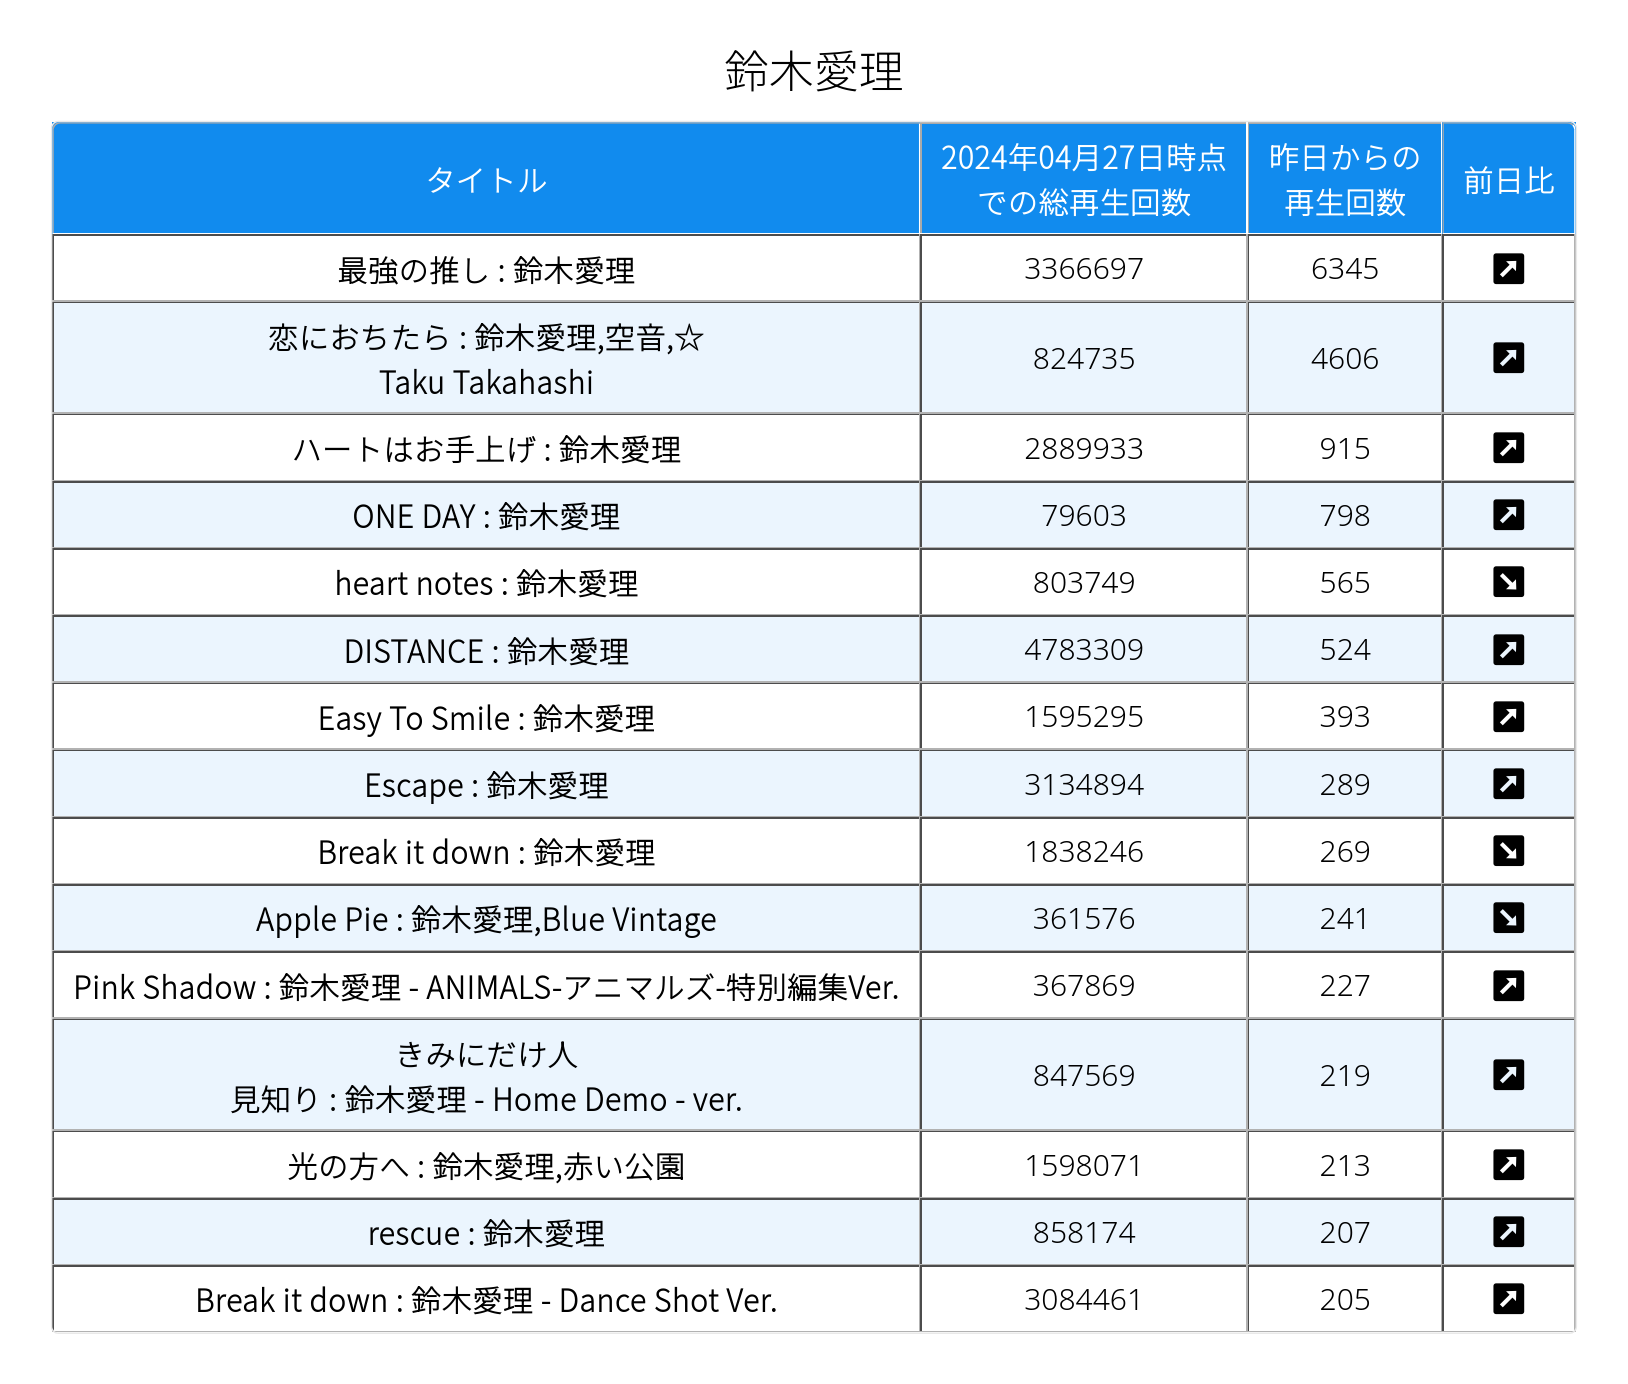 鈴木愛理
タイトル
2024年04月27日時点
での総再生回数
昨日からの
再生回数
前日比
最強の推し : 鈴木愛理 3366697 6345
恋におちたら : 鈴木愛理,空音,☆
Taku Takahashi
824735 4606
ハートはお手上げ : 鈴木愛理 2889933 915
ONE DAY : 鈴木愛理 79603 798
heart notes : 鈴木愛理 803749 565
DISTANCE : 鈴木愛理 4783309 524
Easy To Smile : 鈴木愛理 1595295 393
Escape : 鈴木愛理 3134894 289
Break it down : 鈴木愛理 1838246 269
Apple Pie : 鈴木愛理,Blue Vintage 361576 241
Pink Shadow : 鈴木愛理 - ANIMALS-アニマルズ-特別編集Ver. 367869 227
きみにだけ人
見知り : 鈴木愛理 - Home Demo - ver.
847569 219
光の方へ : 鈴木愛理,赤い公園 1598071 213
rescue : 鈴木愛理 858174 207
Break it down : 鈴木愛理 - Dance Shot Ver. 3084461 205